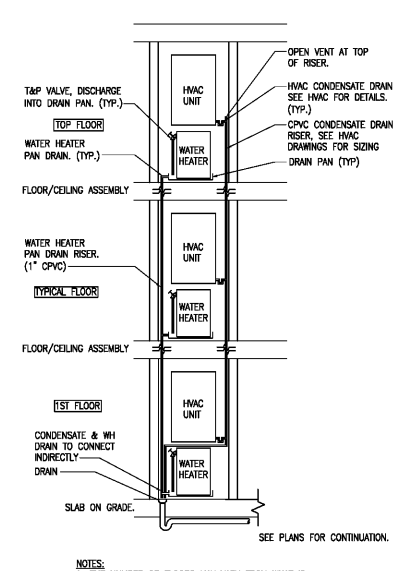 OPEN VENT AT TOP
OF RISER.
HVAC
UNIT
HVAC CONDENSATE DRAIN
SEE HVAC FOR DETAILS.
(TYP.)
T&P VALVE, DISCHARGE
INTO DRAIN PAN. (TYP.)
TOP FLOOR
CPVC CONDENSATE DRAIN
RISER, SEE HVAC
DRAWINGS FOR SIZING
WATER HEATER
PAN DRAIN. (TYP.)
WATER
HEATER
DRAIN PAN (TYP)
FLOOR/CEILING ASSEMBLY
WATER HEATER
PAN DRAIN RISER.
(1" CPVC)
HVAC
UNIT
TYPICAL FLOOR
WATER
HEATER
FLOOR/CEILING ASSEMBLY
1ST FLOOR
HVAC
UNIT
CONDENSATE & WH
DRAIN TO CONNECT
INDIRECTLY
DRAIN
WATER
HEATER
SLAB ON GRADE.
SEE PLANS FOR CONTINUATION.
NOTES: